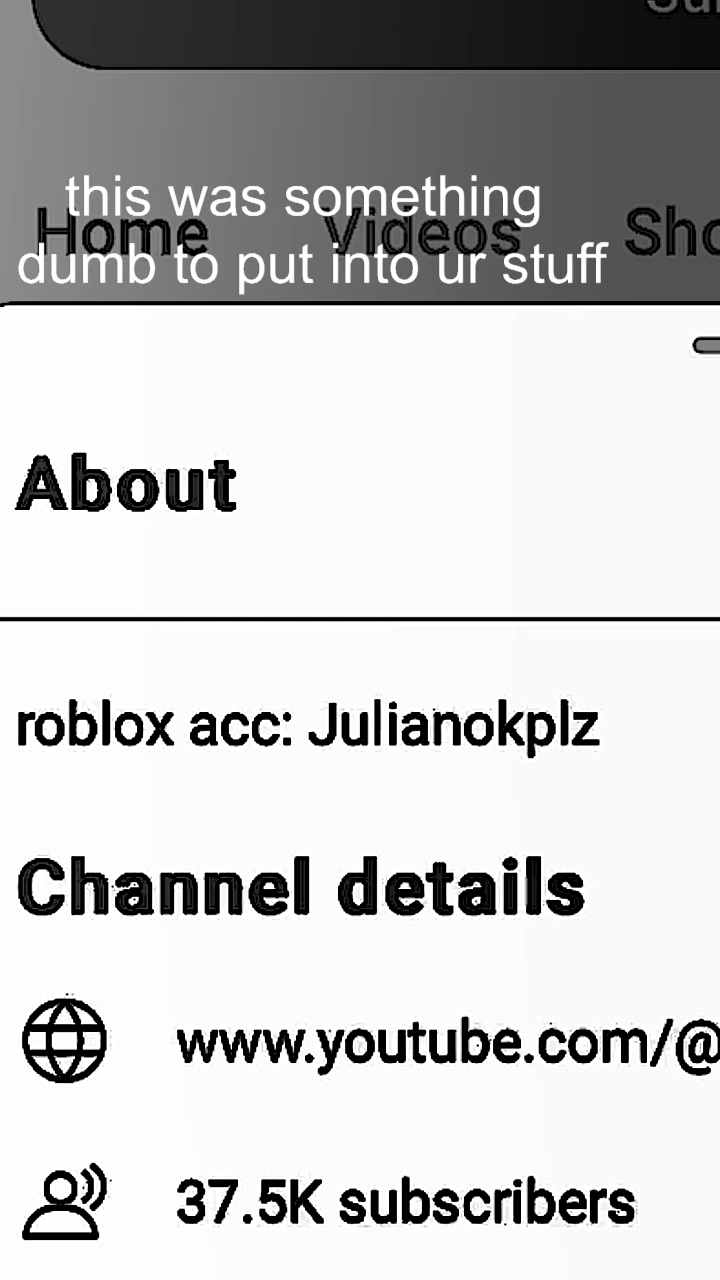 this was something
Home Videos
dumb to put into ur stuff
About
roblox acc: Julianokplz
Channel details
www.youtube.com/@
37.5K subscribers